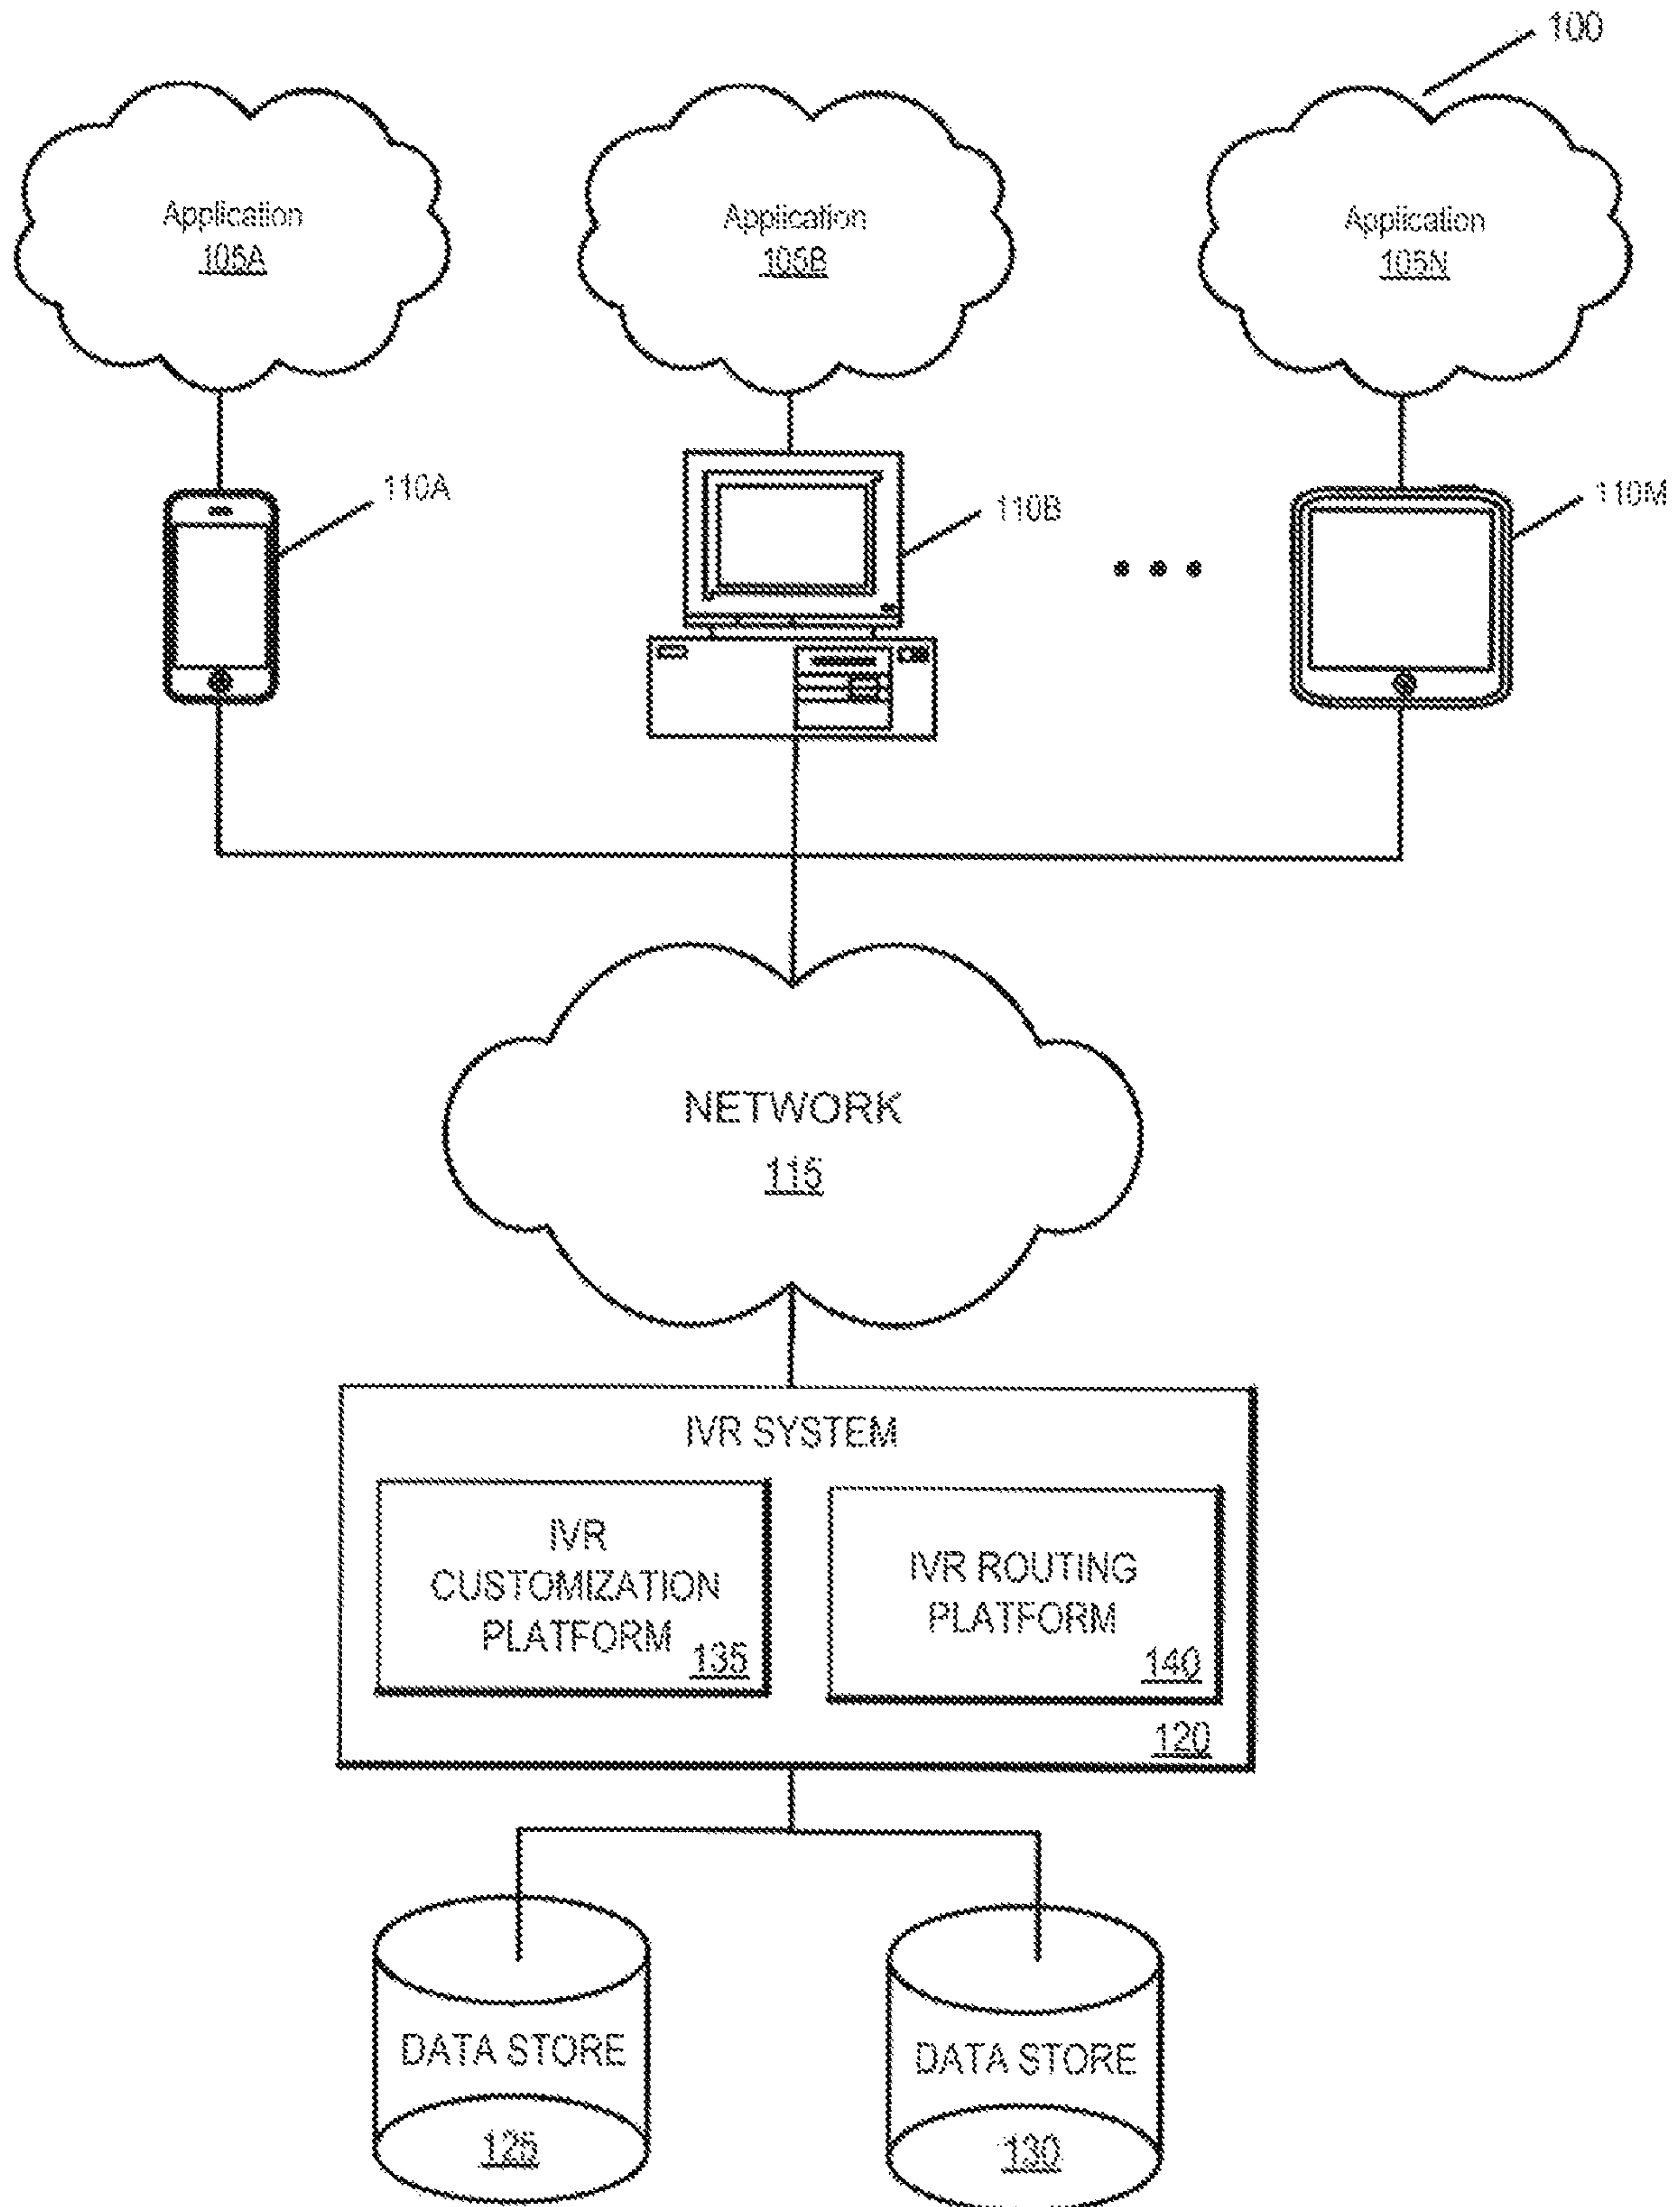 100
Application
105A
Application
105B
Application
105N
110A
110B
110M
NETWORK
115
IVR SYSTEM
IVR
CUSTOMIZATION
PLATFORM
135
IVR ROUTING
PLATFORM
140
120
DATA STORE
125
DATA STORE
130